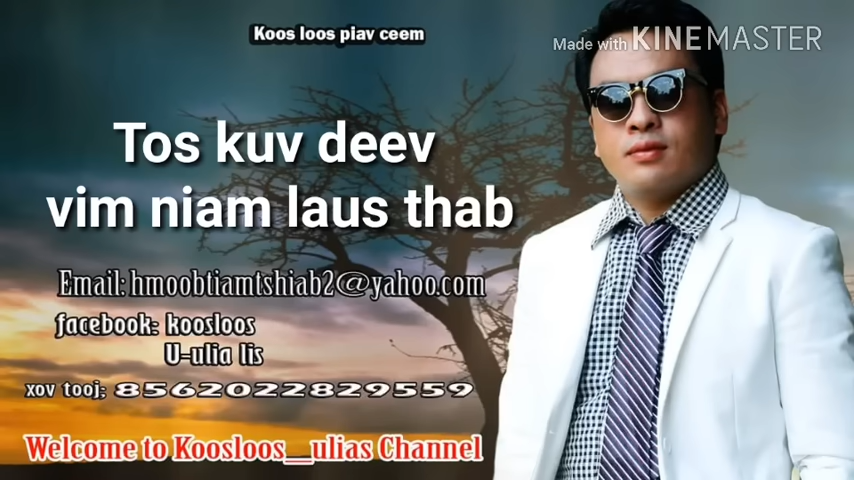 Koos loos piav ceem
Made with KINEMASTER
Tos kuv deev
vim niam laus thab
Email: hmoobtiamtshiab2@yahoo.com
facebook: koosloos
U-ulia lis
xov tooj: 8562022829559
Welcome to Koosloos__ulias Channel